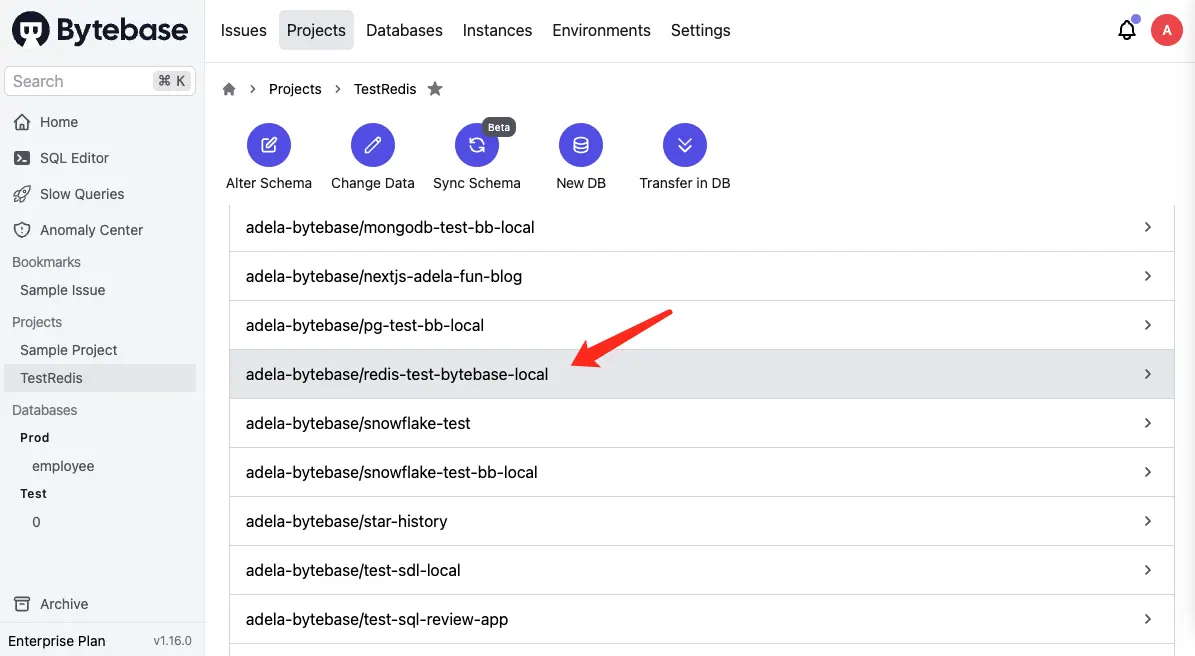 Bytebase
Search ⌘ K
Home
SQL Editor
Slow Queries
Anomaly Center
Bookmarks
Sample Issue
Projects
Sample Project
TestRedis
Databases
Prod
employee
Test
0
Archive
Enterprise Plan v1.16.0
Issues Projects Databases Instances Environments Settings
A
Projects > TestRedis
Beta
Alter Schema Change Data Sync Schema New DB Transfer in DB
adela-bytebase/mongodb-test-bb-local
adela-bytebase/nextjs-adela-fun-blog
adela-bytebase/pg-test-bb-local
adela-bytebase/redis-test-bytebase-local
adela-bytebase/snowflake-test
adela-bytebase/snowflake-test-bb-local
adela-bytebase/star-history
adela-bytebase/test-sdl-local
adela-bytebase/test-sql-review-app